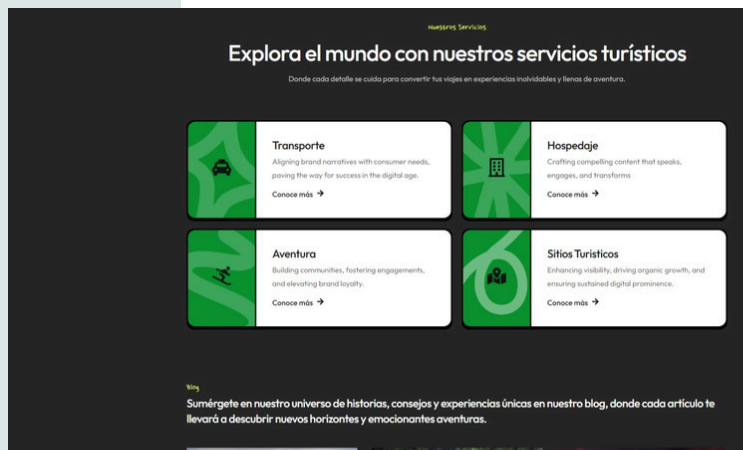 Nuestros Servicios
Explora el mundo con nuestros servicios turísticos
Donde cada detalle se cuida para convertir tus viajes en experiencias inolvidables y llenas de aventura.
Transporte
Aligning brand narratives with consumer needs,
paving the way for success in the digital age.
Conoce más
Hospedaje
Crafting compelling content that speaks,
engages, and transforms
Conoce más
Aventura
Building communities, fostering engagements,
and elevating brand loyalty.
Conoce más
Sitios Turisticos
Enhancing visibility, driving organic growth, and
ensuring sustained digital prominence.
Conoce más
Blog
Sumérgete en nuestro universo de historias, consejos y experiencias únicas en nuestro blog, donde cada artículo te
llevará a descubrir nuevos horizontes y emocionantes aventuras.